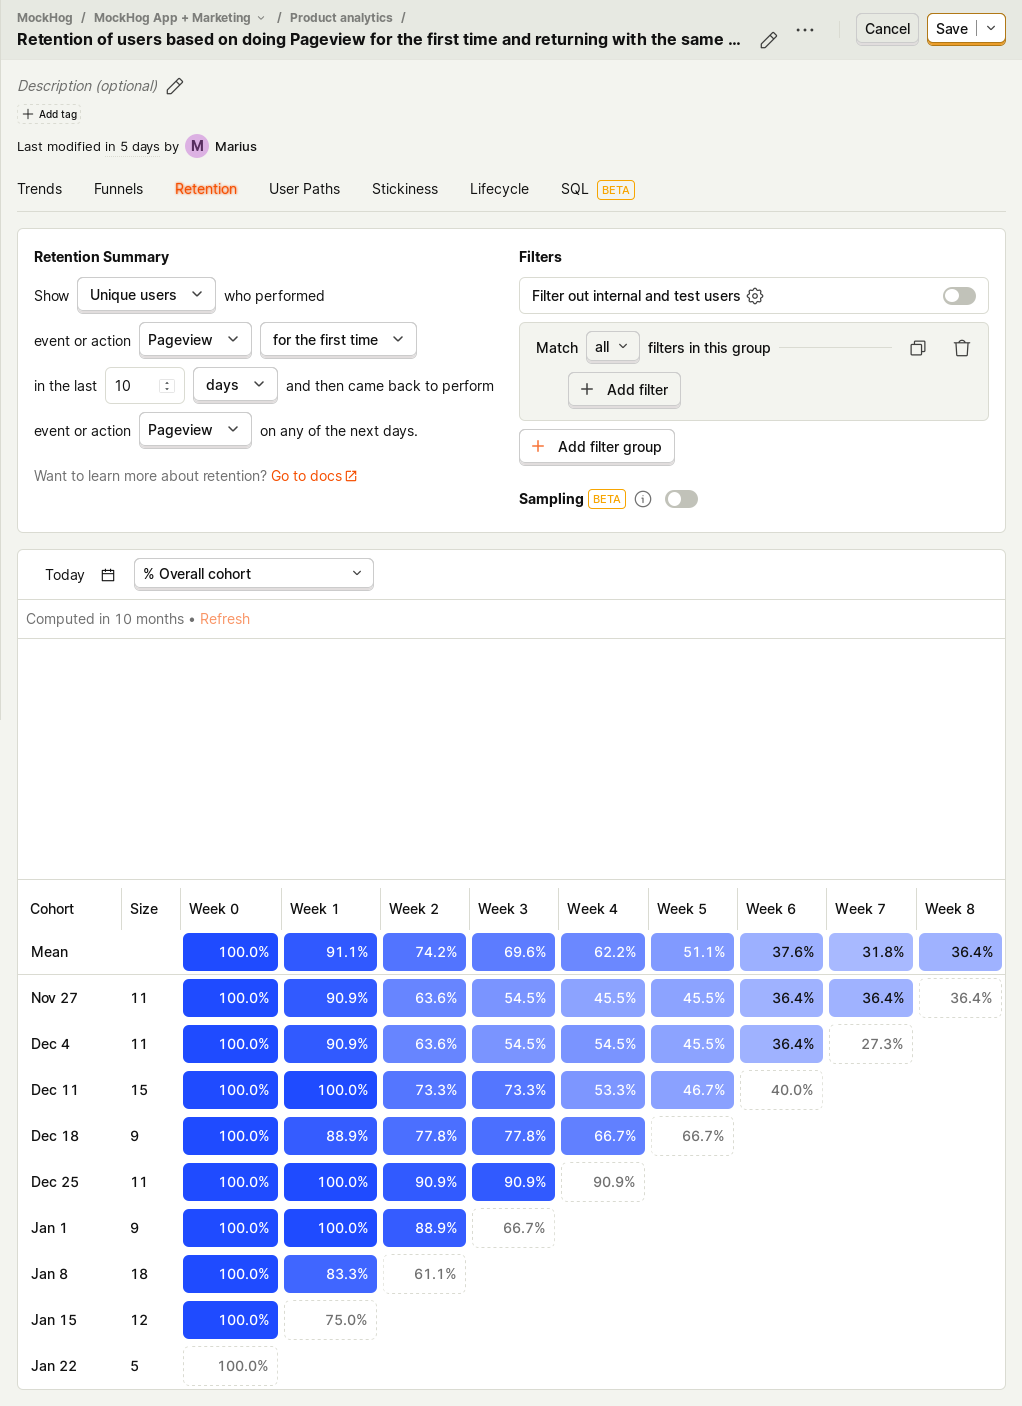 MockHog / MockHog App + Marketing / Product analytics /
Retention of users based on doing Pageview for the first time and returning with the same ...
Cancel
Save
Description (optional)
Add tag
Last modified in 5 days by M Marius
Trends Funnels Retention User Paths Stickiness Lifecycle SQL BETA
Retention Summary
Show Unique users who performed
event or action Pageview for the first time
in the last 10 days and then came back to perform
event or action Pageview on any of the next days.
Want to learn more about retention? Go to docs
Filters
Filter out internal and test users
Match all filters in this group
Add filter
Add filter group
Sampling BETA
Today % Overall cohort
Computed in 10 months • Refresh
Cohort Size Week 0 Week 1 Week 2 Week 3 Week 4 Week 5 Week 6 Week 7 Week 8
Mean 100.0% 91.1% 74.2% 69.6% 62.2% 51.1% 37.6% 31.8% 36.4%
Nov 27 11 100.0% 90.9% 63.6% 54.5% 45.5% 45.5% 36.4% 36.4% 36.4%
Dec 4 11 100.0% 90.9% 63.6% 54.5% 54.5% 45.5% 36.4% 27.3%
Dec 11 15 100.0% 100.0% 73.3% 73.3% 53.3% 46.7% 40.0%
Dec 18 9 100.0% 88.9% 77.8% 77.8% 66.7% 66.7%
Dec 25 11 100.0% 100.0% 90.9% 90.9% 90.9%
Jan 1 9 100.0% 100.0% 88.9% 66.7%
Jan 8 18 100.0% 83.3% 61.1%
Jan 15 12 100.0% 75.0%
Jan 22 5 100.0%